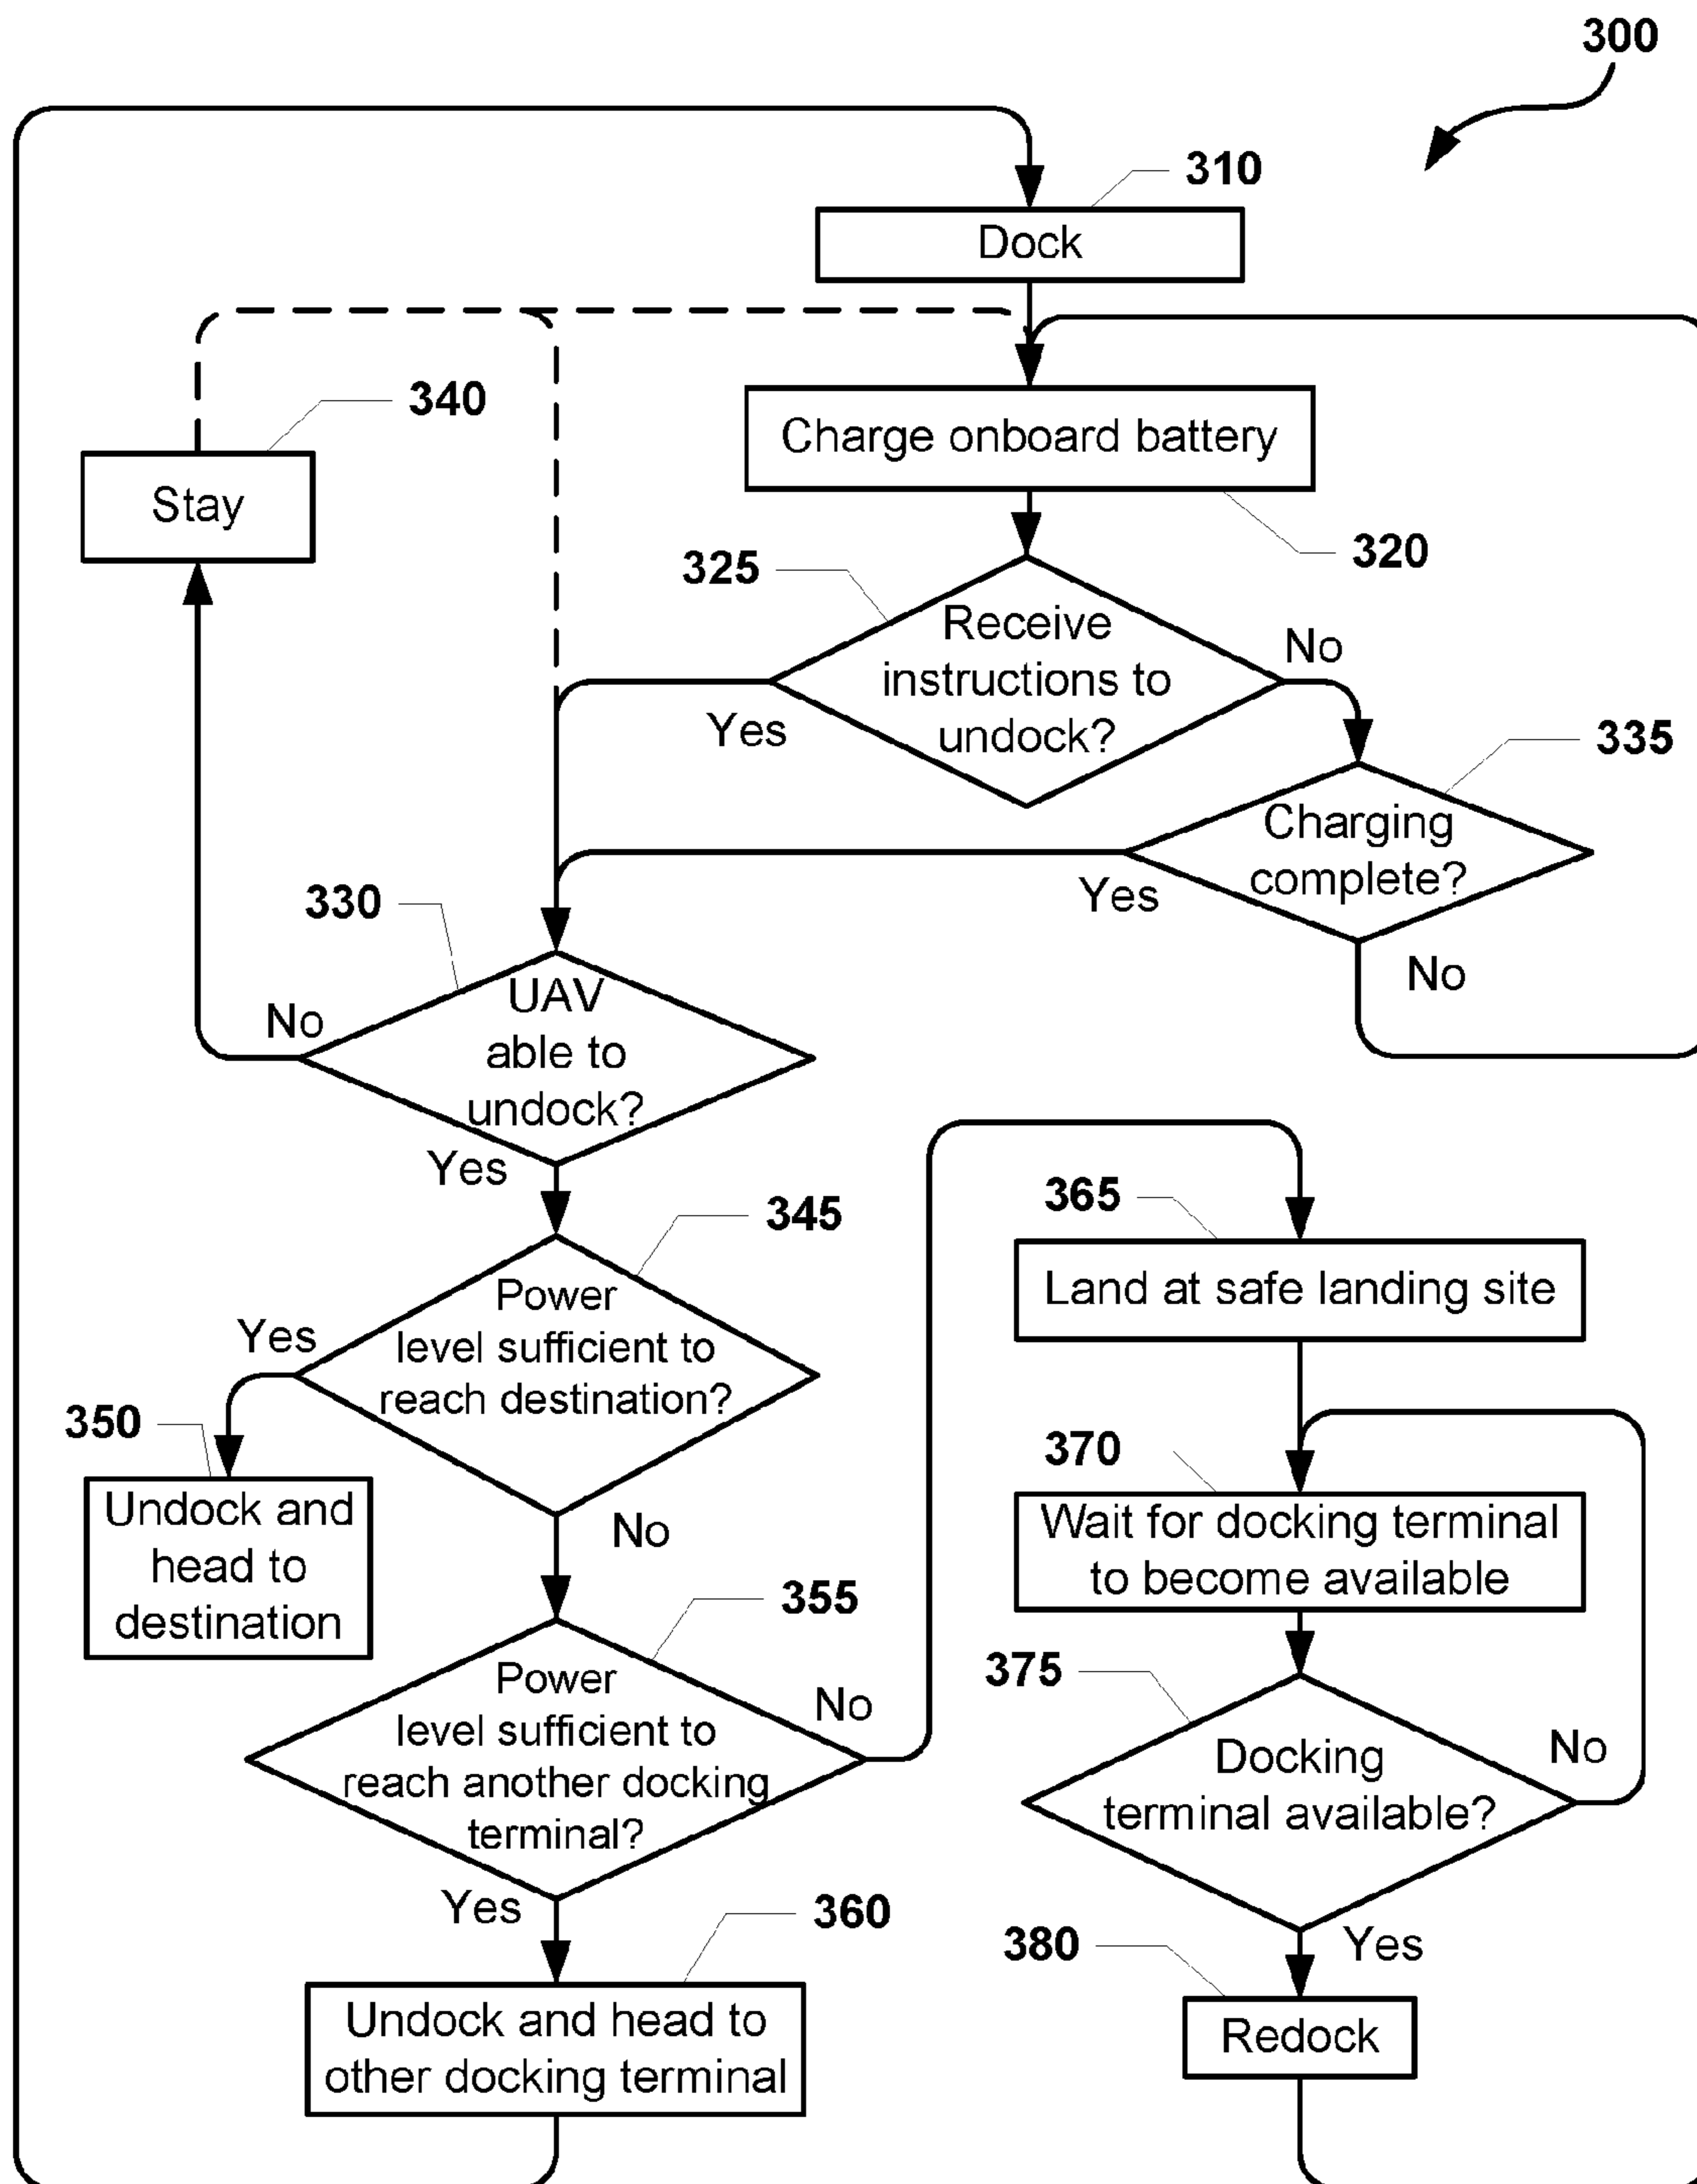 300
310
Dock
340
Charge onboard battery
Stay
320
325
Receive
instructions to
undock?
No
Yes
335
Charging
complete?
Yes
No
330
UAV
able to
undock?
No
Yes
345
Power
level sufficient to
reach destination?
Yes
No
350
Undock and
head to
destination
355
Power
level sufficient to
reach another docking
terminal?
No
Yes
360
Undock and head to
other docking terminal
365
Land at safe landing site
370
Wait for docking terminal
to become available
375
Docking
terminal available?
No
Yes
380
Redock